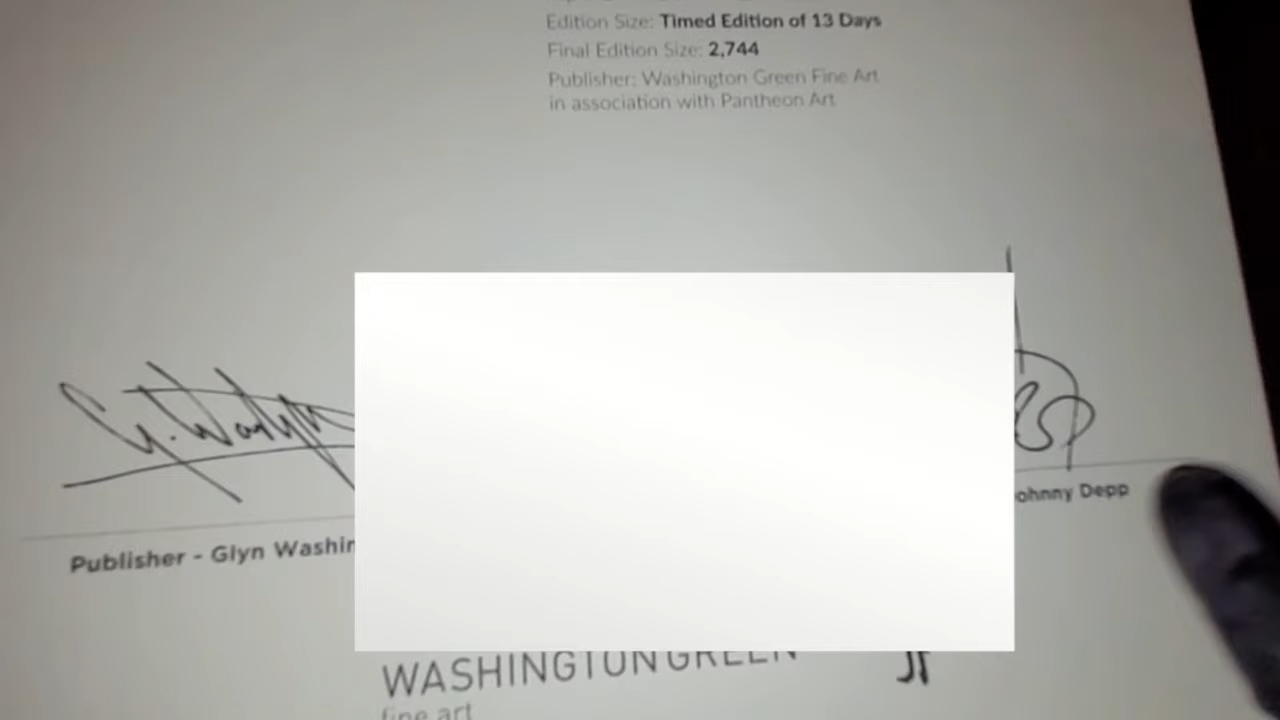 Edition Size: Timed Edition of 13 Days
Final Edition Size: 2,744
Publisher: Washington Green Fine Art
in association with Pantheon Art
ohnny Depp
Publisher - Glyn Washin
WASHINGTON GREEN
fine art